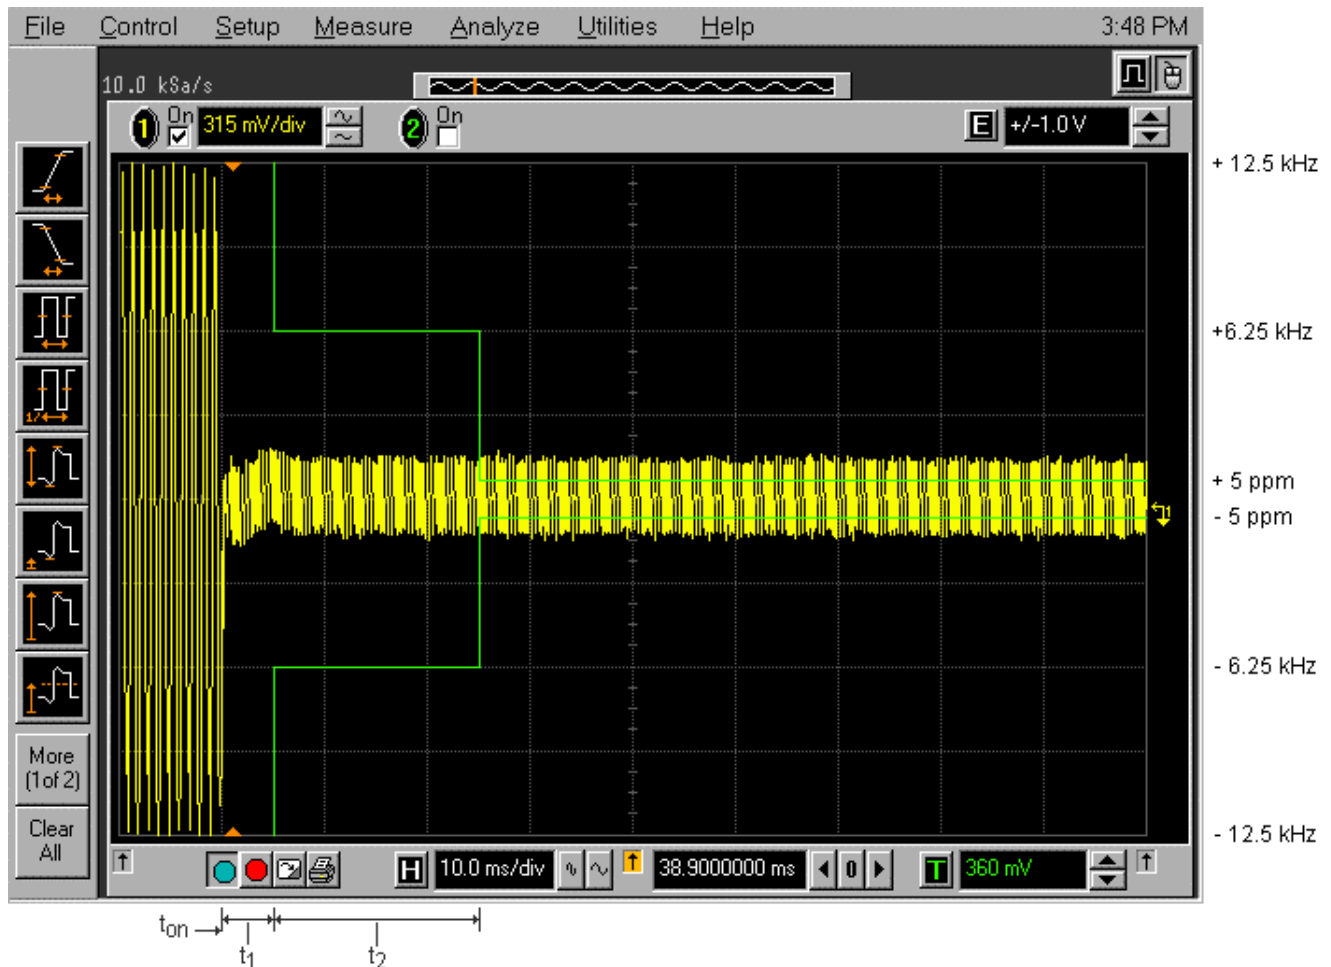 File Control Setup Measure Analyze Utilities Help 3:48 PM
10.0 kSa/s
1 On 315 mV/div 2 On E +/-1.0 V
+ 12.5 kHz
+6.25 kHz
1/
+ 5 ppm
- 5 ppm
- 6.25 kHz
More
(1of 2)
Clear
All
- 12.5 kHz
H 10.0 ms/div 38.9000000 ms 0 T 360 mV
ton
t1
t2